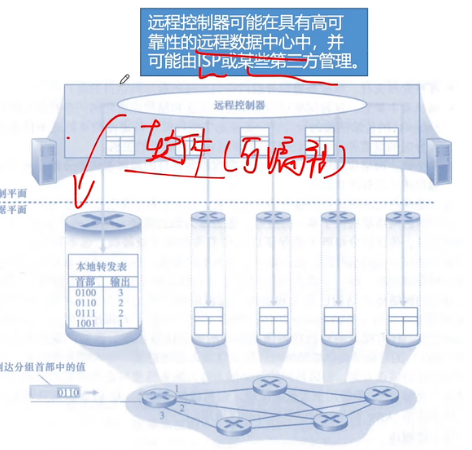 远程控制器可能在具有高可
靠性的远程数据中心中，并
可能由ISP或某些第三方管理。
远程控制器
软件(可编程)
制平面
据平面
本地转发表
首部 输出
0100 3
0110 2
0111 2
1001 1
到达分组首部中的值
0110
1
2
3